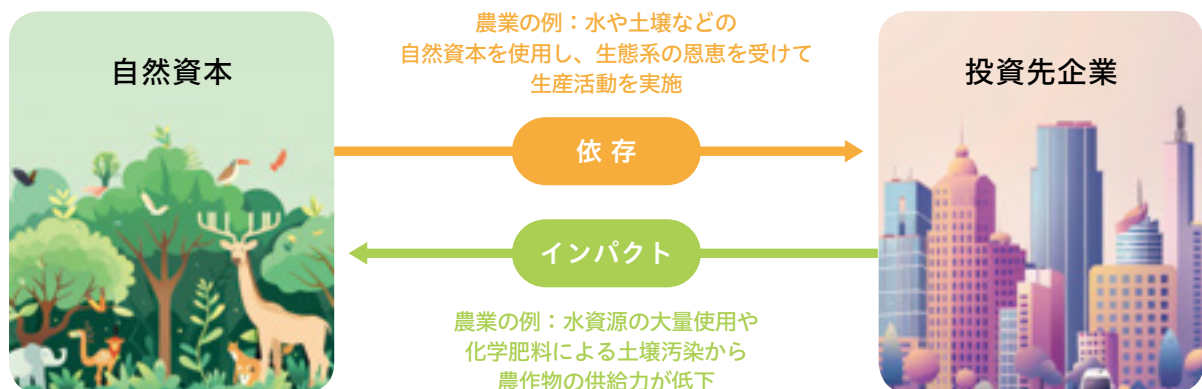 自然資本
農業の例：水や土壌などの
自然資本を使用し、生態系の恩恵を受けて
生産活動を実施
投資先企業
依存
インパクト
農業の例：水資源の大量使用や
化学肥料による土壌汚染から
農作物の供給力が低下